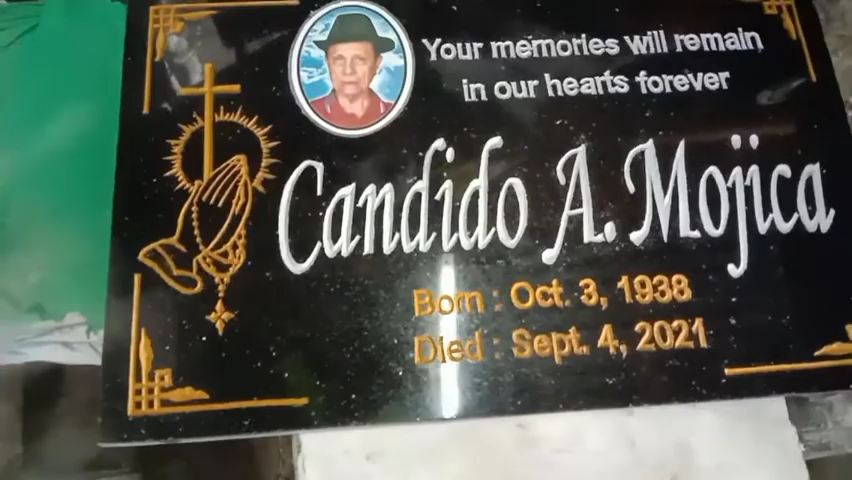 Your memories will remain
in our hearts forever
Candido A. Mojica
Born : Oct. 3, 1938
Died : Sept. 4, 2021